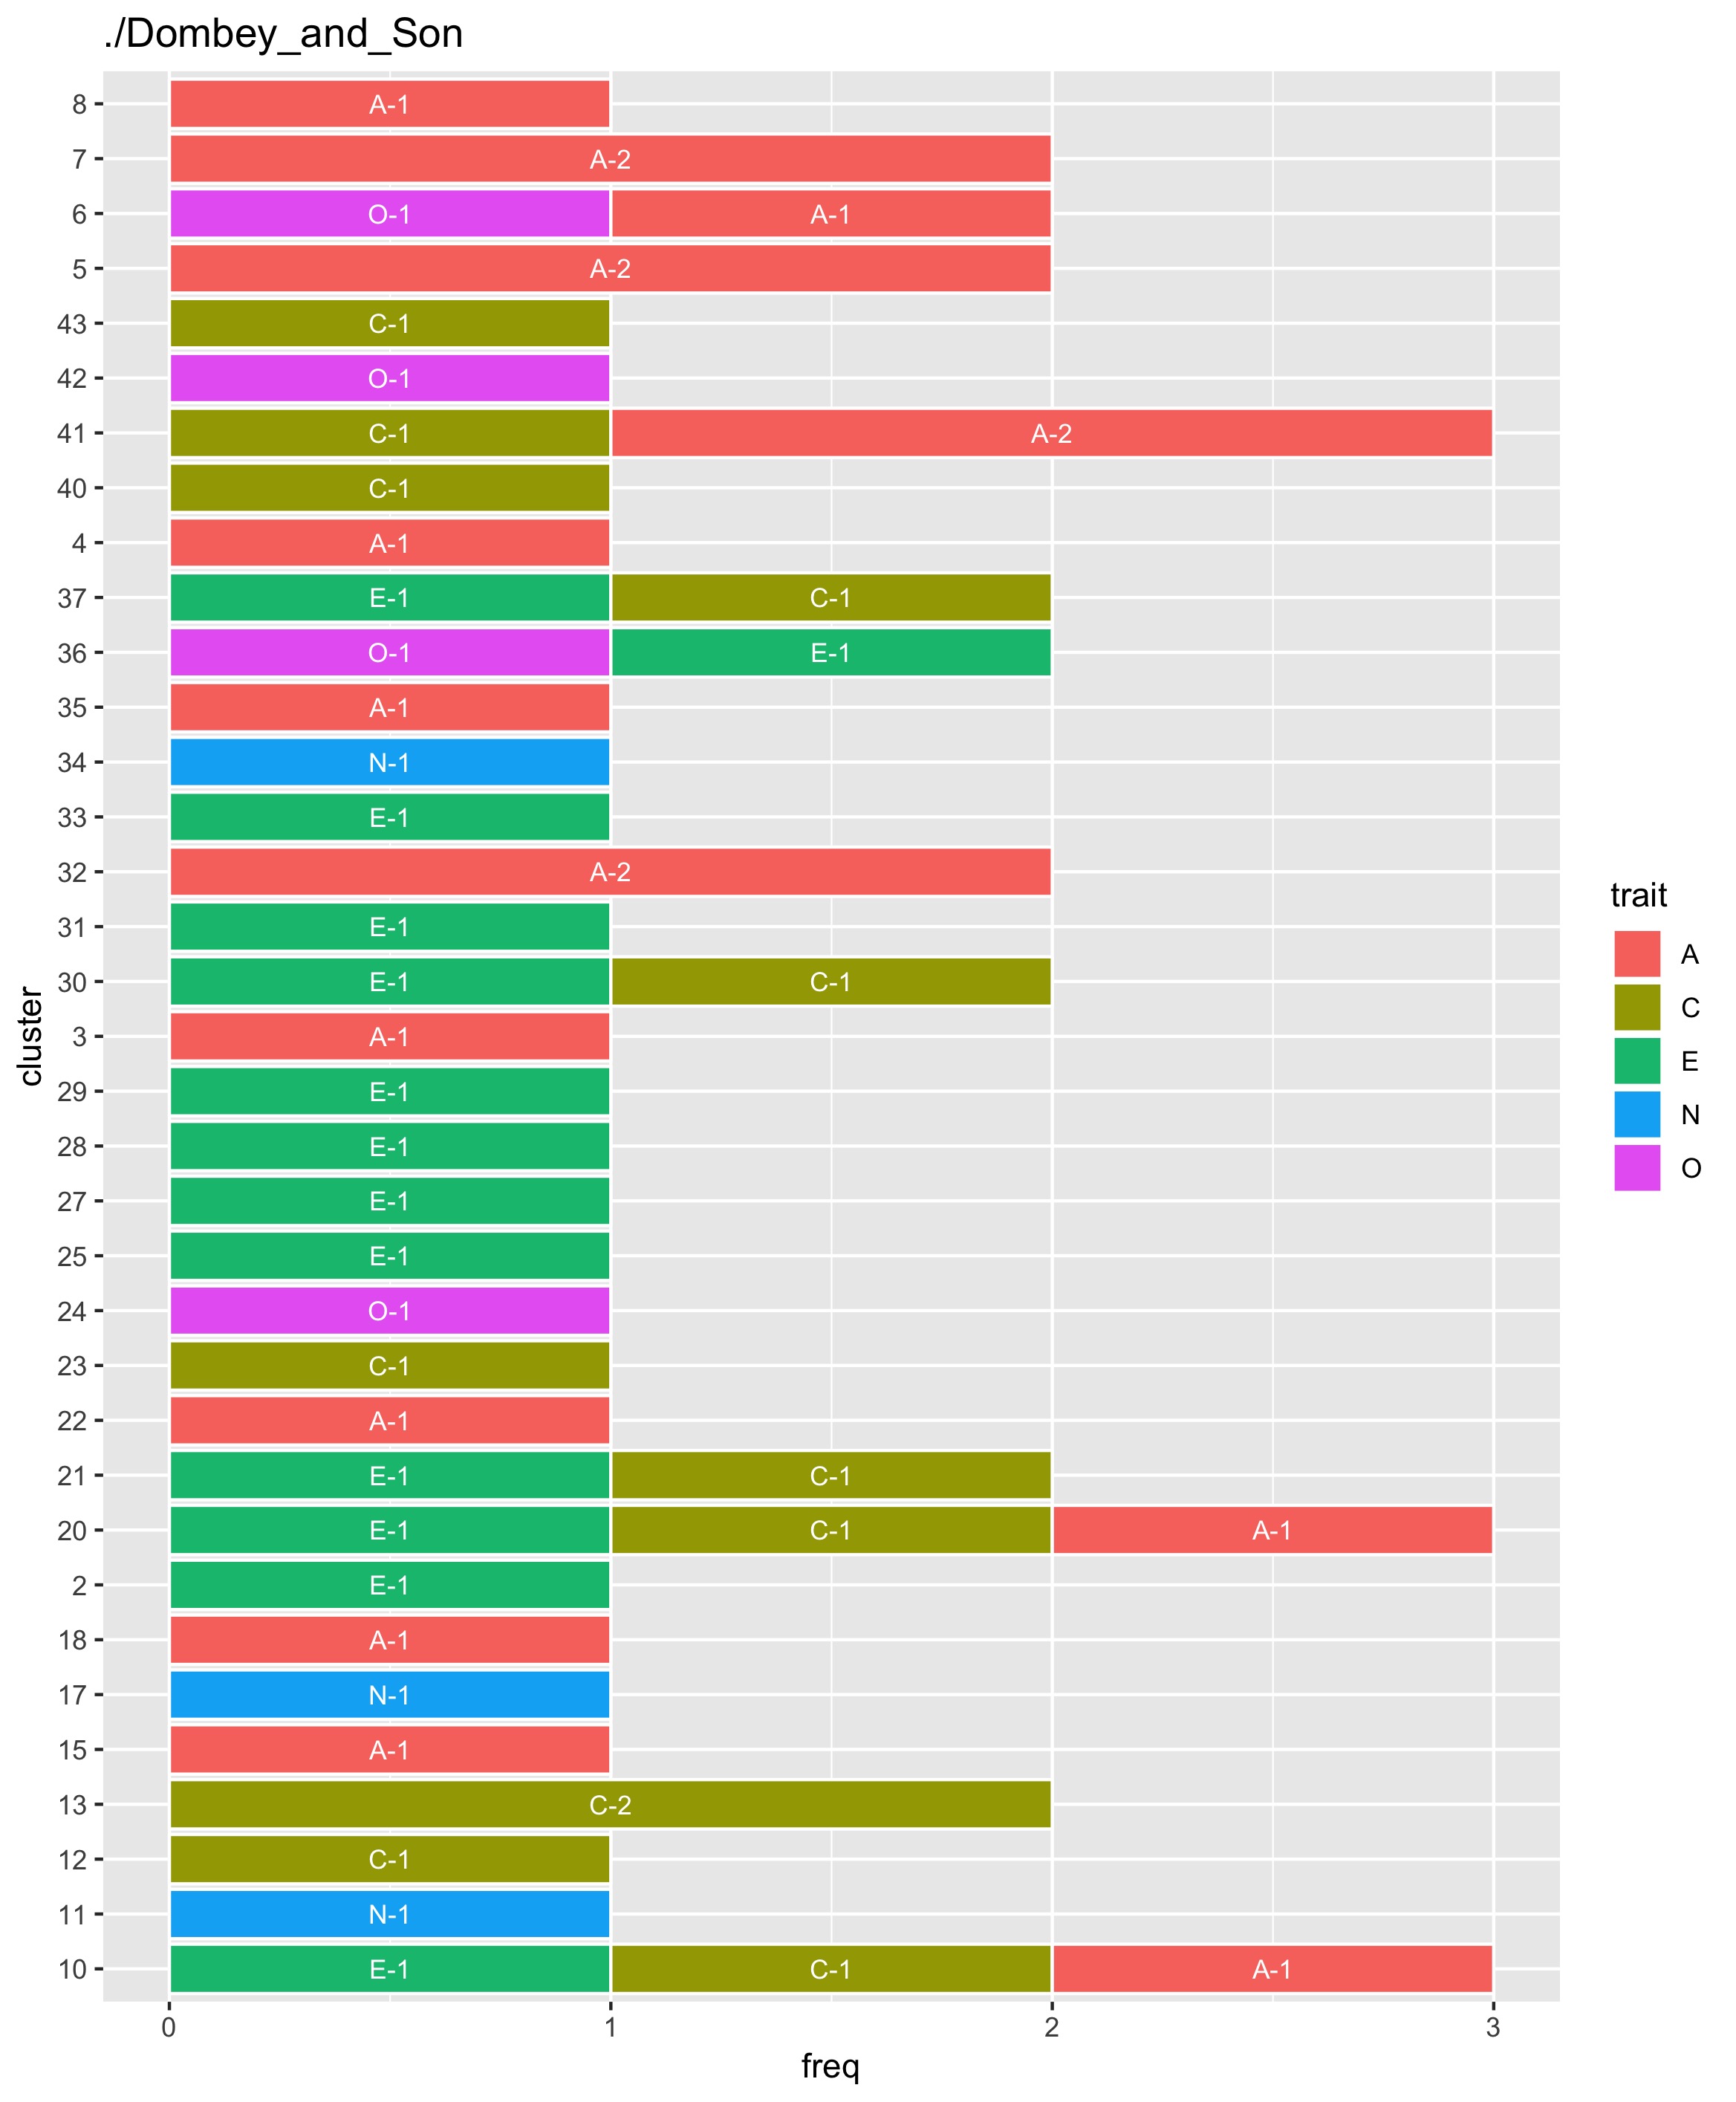 ./Dombey_and_Son
8 A-1
7 A-2
6 O-1 A-1
5 A-2
43 C-1
42 O-1
41 C-1 A-2
40 C-1
4 A-1
37 E-1 C-1
36 O-1 E-1
35 A-1
34 N-1
33 E-1
32 A-2
31 E-1
30 E-1 C-1
3 A-1
29 E-1
28 E-1
27 E-1
25 E-1
24 O-1
23 C-1
22 A-1
21 E-1 C-1
20 E-1 C-1 A-1
2 E-1
18 A-1
17 N-1
15 A-1
13 C-2
12 C-1
11 N-1
10 E-1 C-1 A-1
0 1 2 3
freq
cluster
trait
A
C
E
N
O